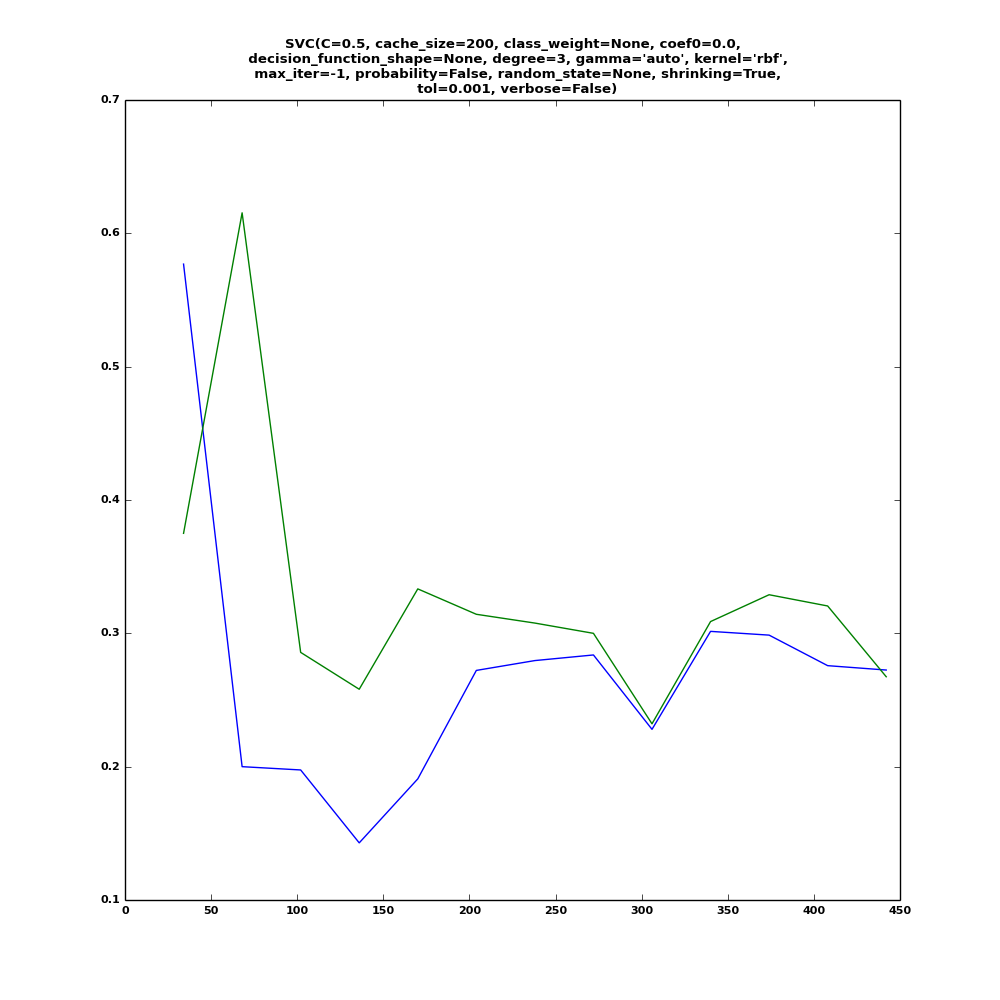 SVC(C=0.5, cache_size=200, class_weight=None, coef0=0.0,
decision_function_shape=None, degree=3, gamma='auto', kernel='rbf',
max_iter=-1, probability=False, random_state=None, shrinking=True,
tol=0.001, verbose=False)
0.7
0.6
0.5
0.4
0.3
0.2
0.1
0 50 100 150 200 250 300 350 400 450